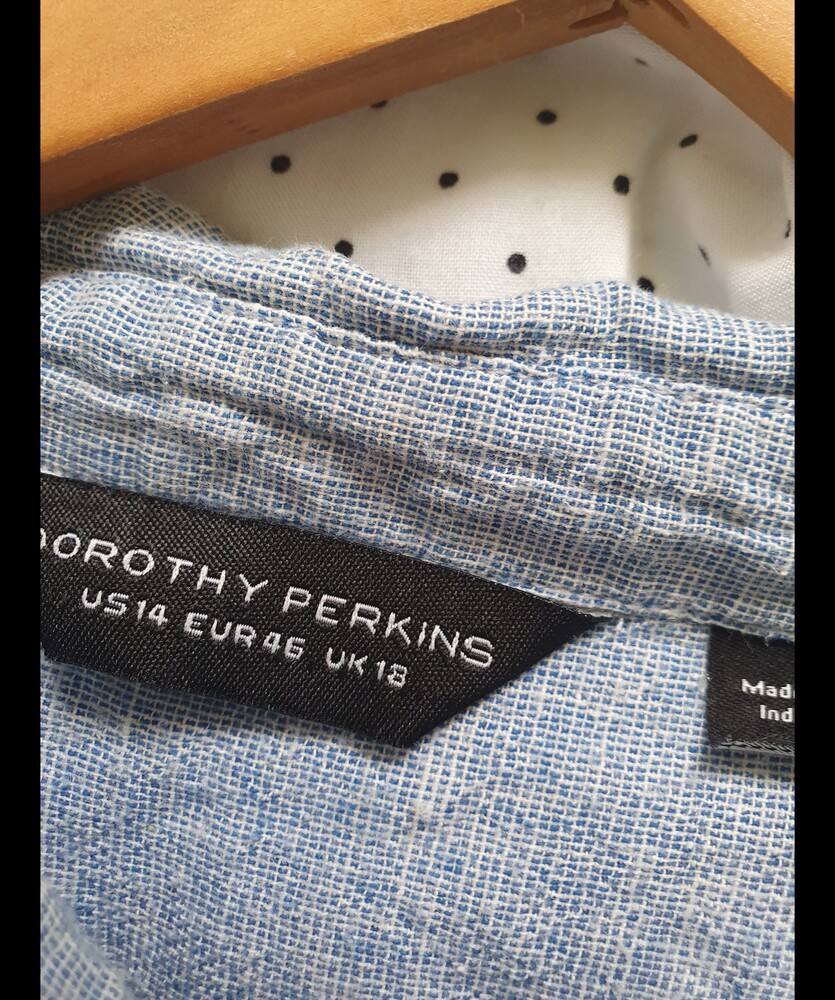 DOROTHY PERKINS
US14 EUR46 UK18